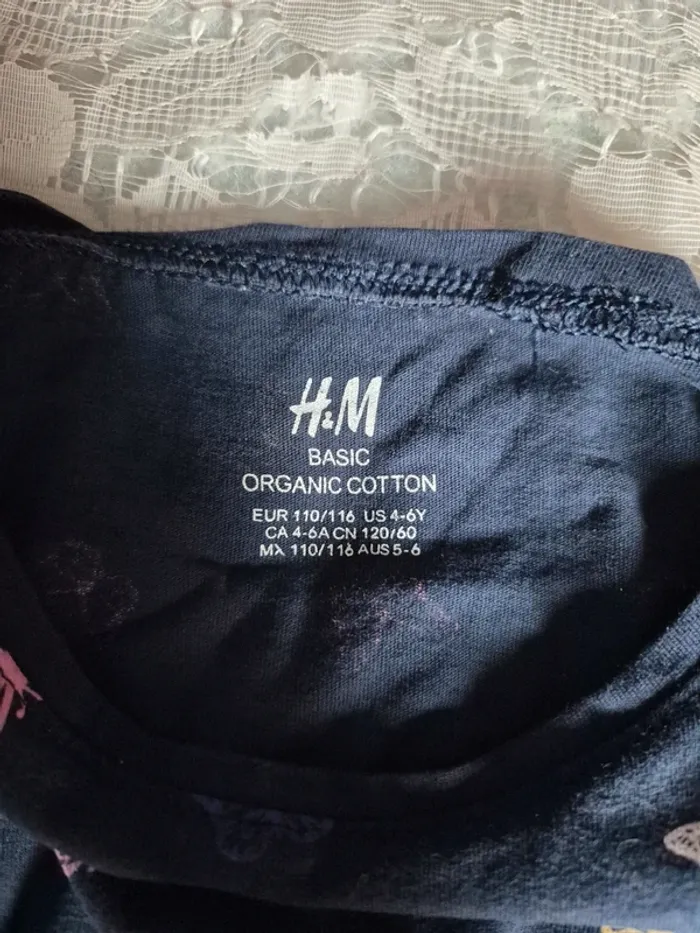 H&M
BASIC
ORGANIC COTTON
EUR 110/116 US 4-6Y
CA 4-6A CN 120/60
MX 110/116 AUS 5-6